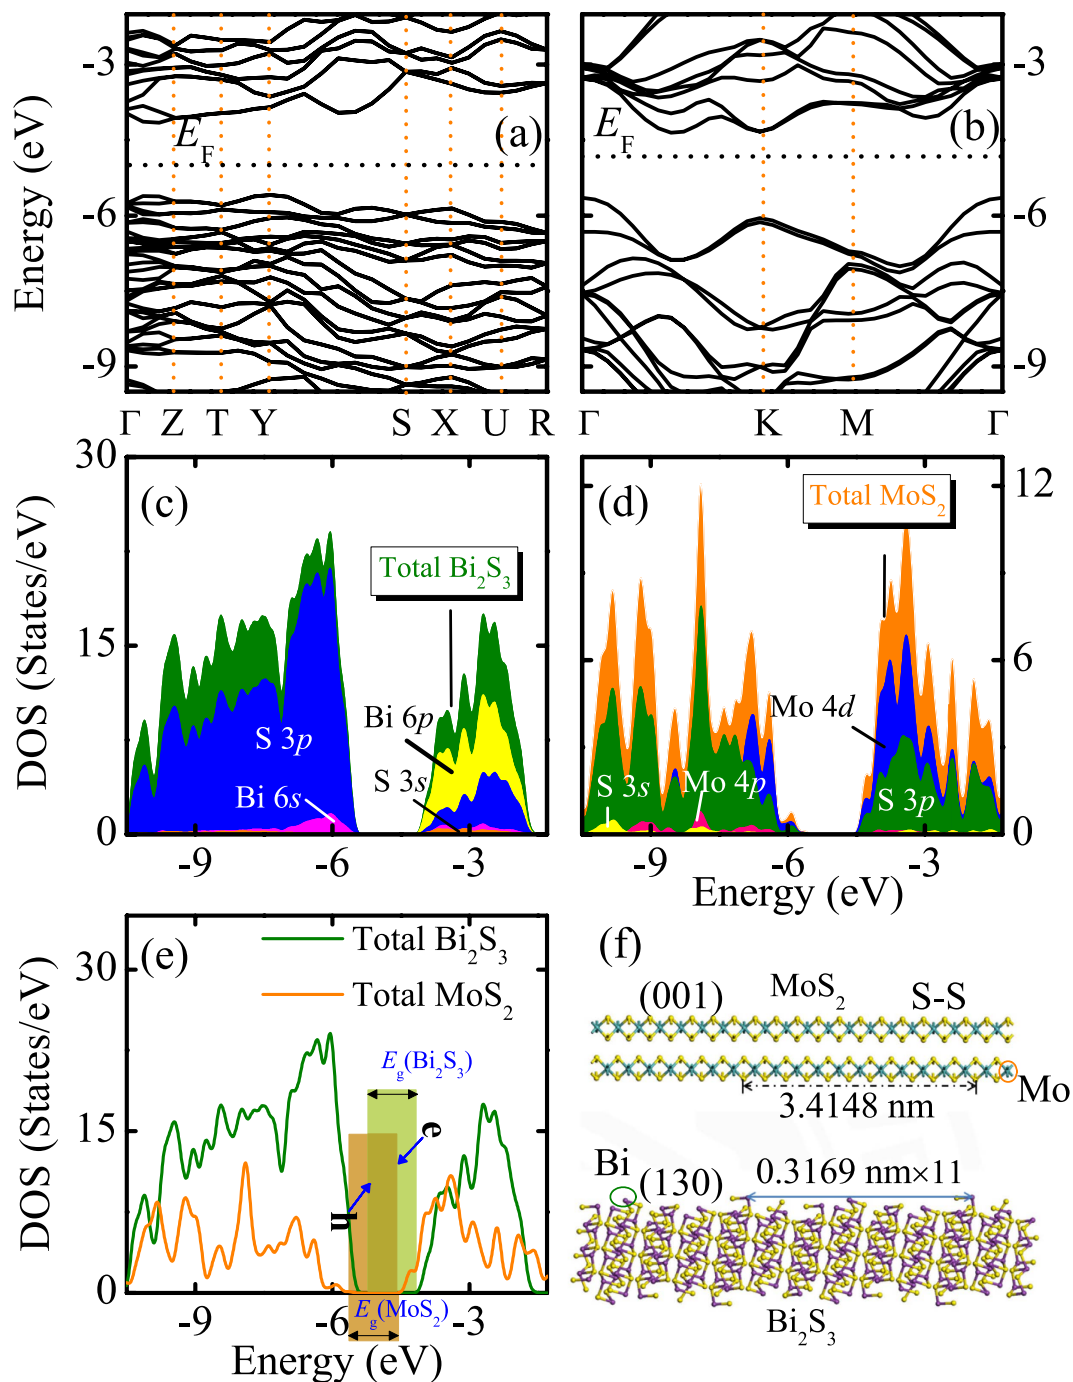 Energy (eV)
-3
-6
-9
E_F
(a)
Γ Z T Y S X U R
E_F
(b)
-3
-6
-9
Γ K M Γ
DOS (States/eV)
30
15
0
(c)
Total Bi₂S₃
Bi 6p
S 3p
S 3s
Bi 6s
-9 -6 -3
(d)
Total MoS₂
12
6
0
Mo 4d
S 3s
Mo 4p
S 3p
-9 -6 -3
Energy (eV)
DOS (States/eV)
30
15
0
(e)
Total Bi₂S₃
Total MoS₂
E_g(Bi₂S₃)
e
h
E_g(MoS₂)
-9 -6 -3
Energy (eV)
(f)
(001) MoS₂ S-S
Mo
3.4148 nm
Bi
(130)
0.3169 nm×11
Bi₂S₃